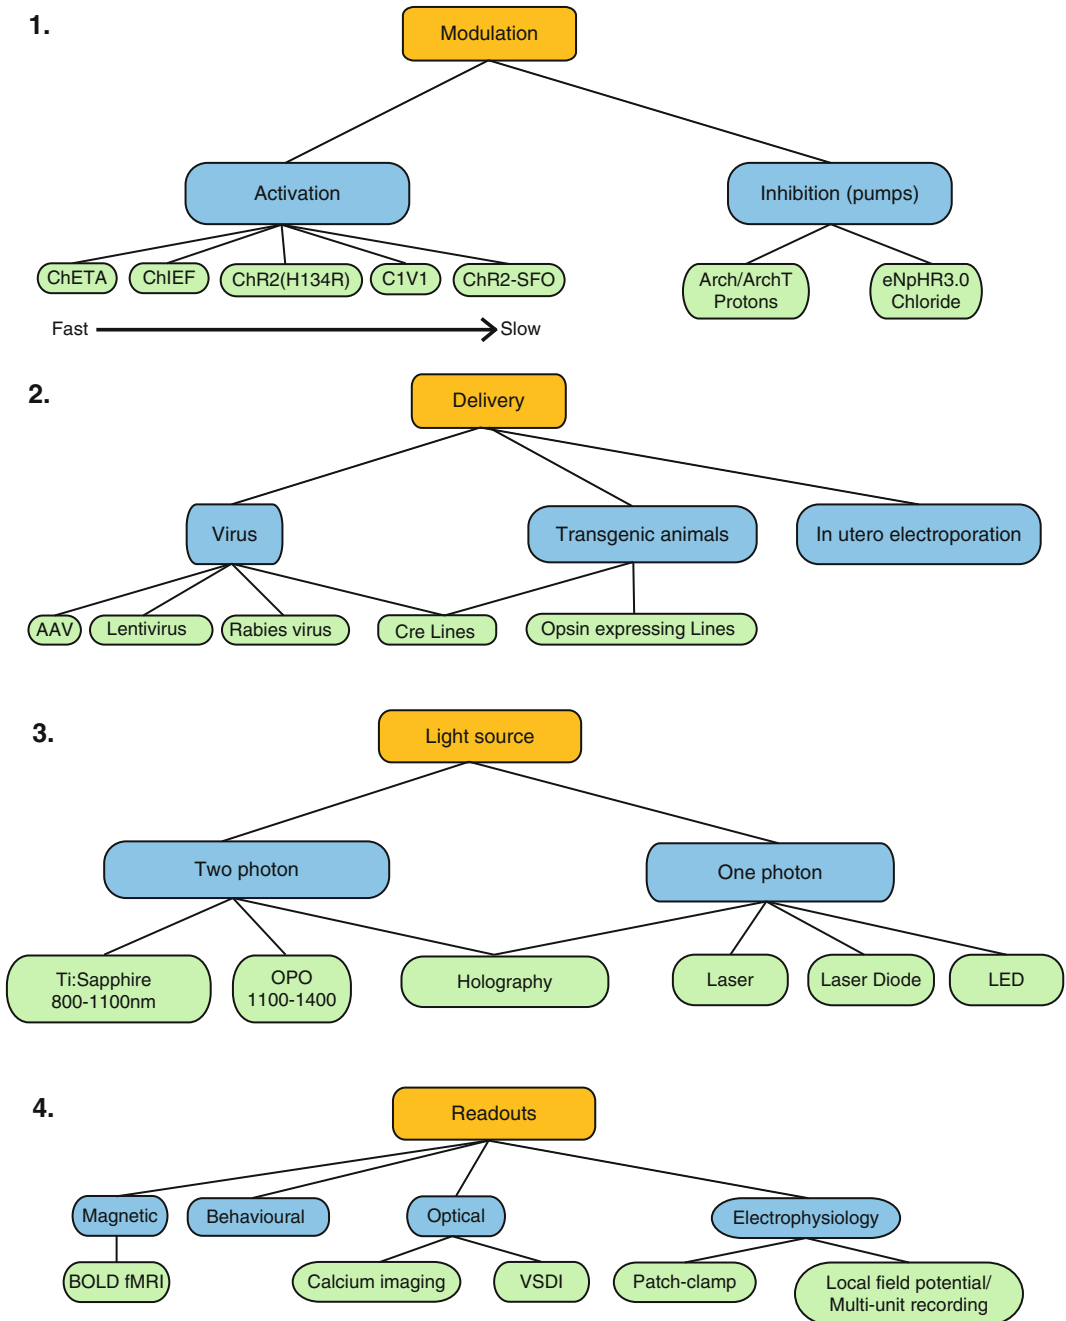 1.
Modulation
Activation
Inhibition (pumps)
ChETA
ChIEF
ChR2(H134R)
C1V1
ChR2-SFO
Arch/ArchT
Protons
eNpHR3.0
Chloride
Fast
Slow
2.
Delivery
Virus
Transgenic animals
In utero electroporation
AAV
Lentivirus
Rabies virus
Cre Lines
Opsin expressing Lines
3.
Light source
Two photon
One photon
Ti:Sapphire
800-1100nm
OPO
1100-1400
Holography
Laser
Laser Diode
LED
4.
Readouts
Magnetic
Behavioural
Optical
Electrophysiology
BOLD fMRI
Calcium imaging
VSDI
Patch-clamp
Local field potential/
Multi-unit recording